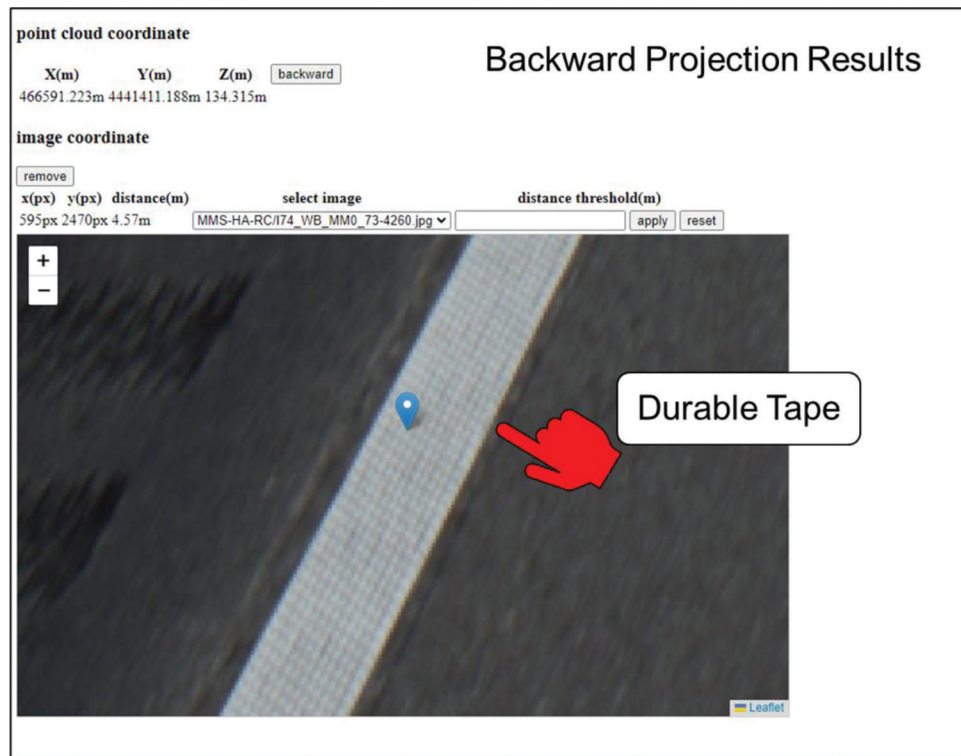 point cloud coordinate
Backward Projection Results
X(m) Y(m) Z(m) backward
466591.223m 4441411.188m 134.315m
image coordinate
remove
x(px) y(px) distance(m) select image distance threshold(m)
595px 2470px 4.57m MMS-HA-RC/I74_WB_MM0_73-4260.jpg apply reset
+
−
Durable Tape
Leaflet